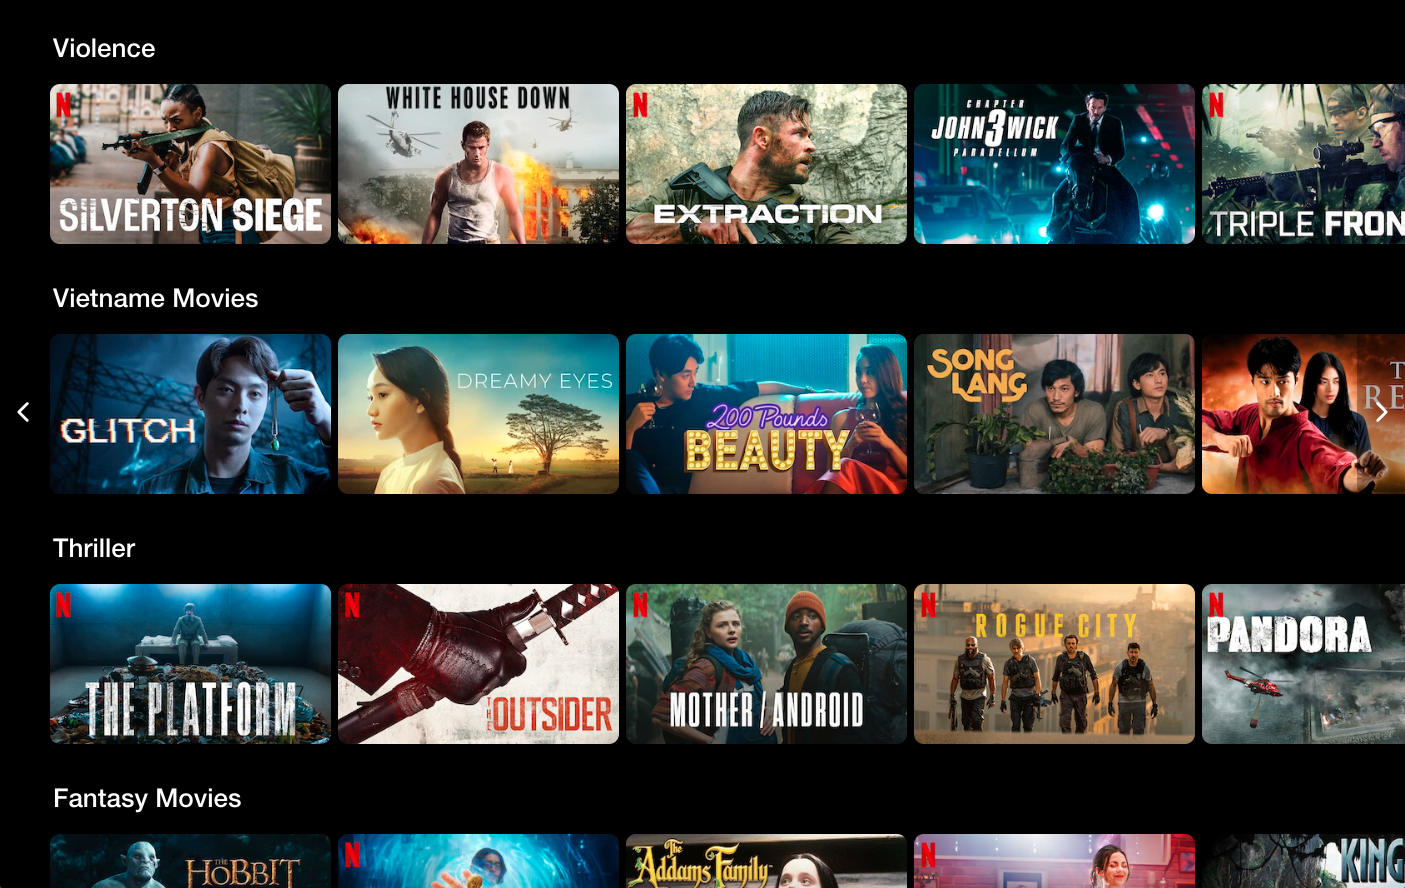 Violence
N
SILVERTON SIEGE
WHITE HOUSE DOWN
N
EXTRACTION
CHAPTER
JOHN 3 WICK
PARABELLUM
N
TRIPLE FRON
Vietname Movies
GLITCH
DREAMY EYES
200 Pounds
BEAUTY
SONG
LANG
T
RE
Thriller
N
THE PLATFORM
N
THE OUTSIDER
N
MOTHER / ANDROID
N
ROGUE CITY
N
PANDORA
Fantasy Movies
THE HOBBIT
N
The
Addams Family
N
KING